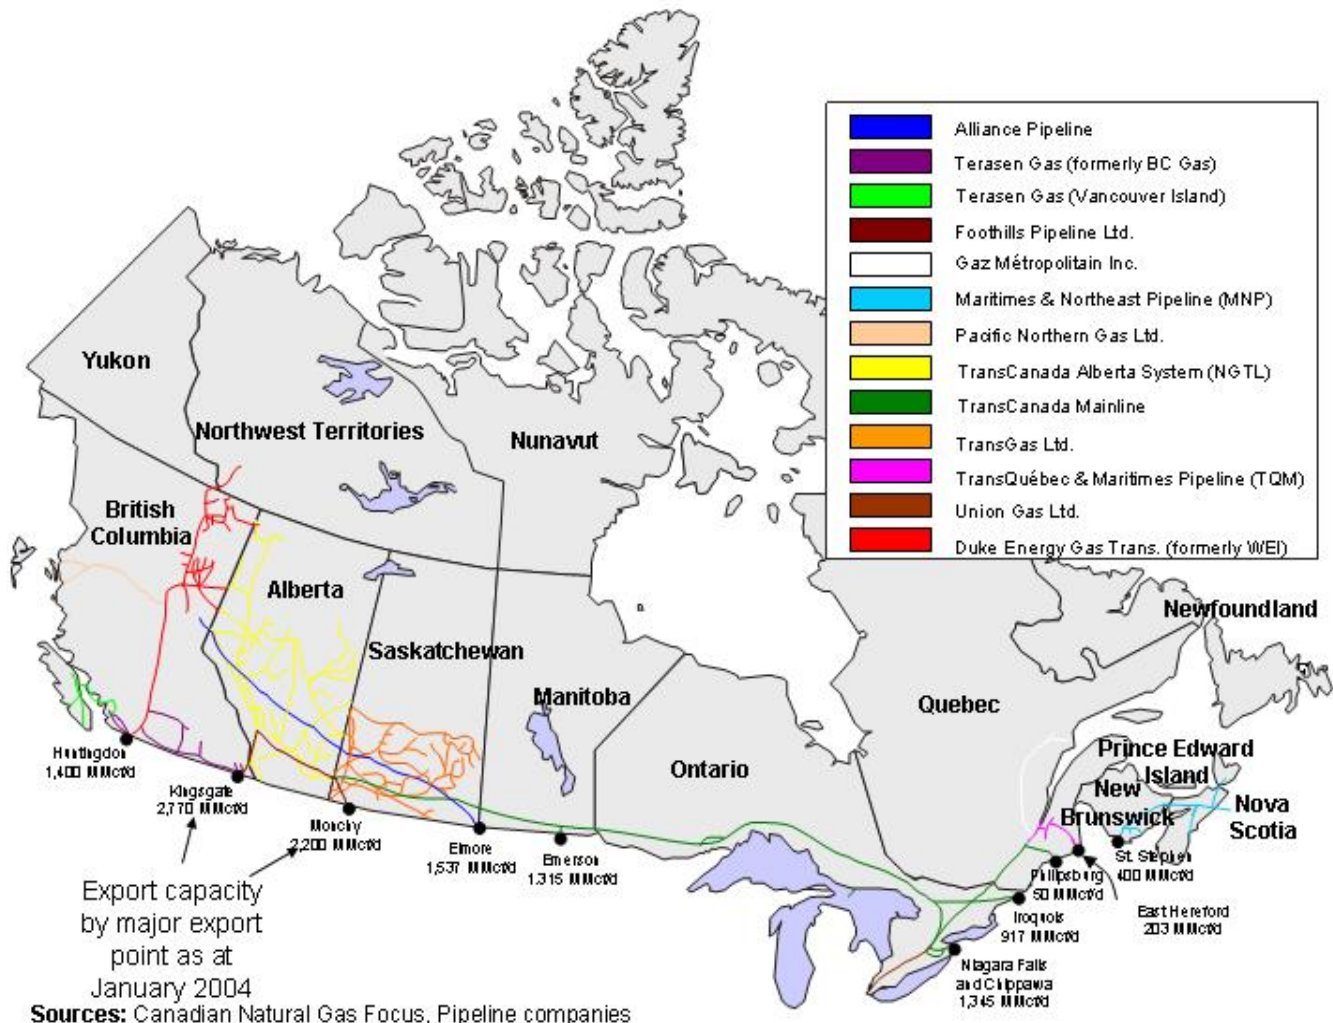 Alliance Pipeline
Terasen Gas (formerly BC Gas)
Terasen Gas (Vancouver Island)
Foothills Pipeline Ltd.
Gaz Métropolitain Inc.
Maritimes & Northeast Pipeline (MNP)
Pacific Northern Gas Ltd.
TransCanada Alberta System (NGTL)
TransCanada Mainline
TransGas Ltd.
TransQuébec & Maritimes Pipeline (TQM)
Union Gas Ltd.
Duke Energy Gas Trans. (formerly WEI)
Yukon
Northwest Territories
Nunavut
British
Columbia
Alberta
Saskatchewan
Manitoba
Ontario
Quebec
Newfoundland
Prince Edward
Island
New
Brunswick
Nova
Scotia
Huntingdon
1,400 MMcf/d
Kingsgate
2,770 MMcf/d
Monchy
2,200 MMcf/d
Elmore
1,537 MMcf/d
Emerson
1.315 MMcf/d
Niagara Falls
and Chippawa
1,345 MMcf/d
Iroquois
917 MMcf/d
Phillipsburg
50 MMcf/d
East Hereford
203 MMcf/d
St. Stephen
400 MMcf/d
Export capacity
by major export
point as at
January 2004
Sources: Canadian Natural Gas Focus, Pipeline companies